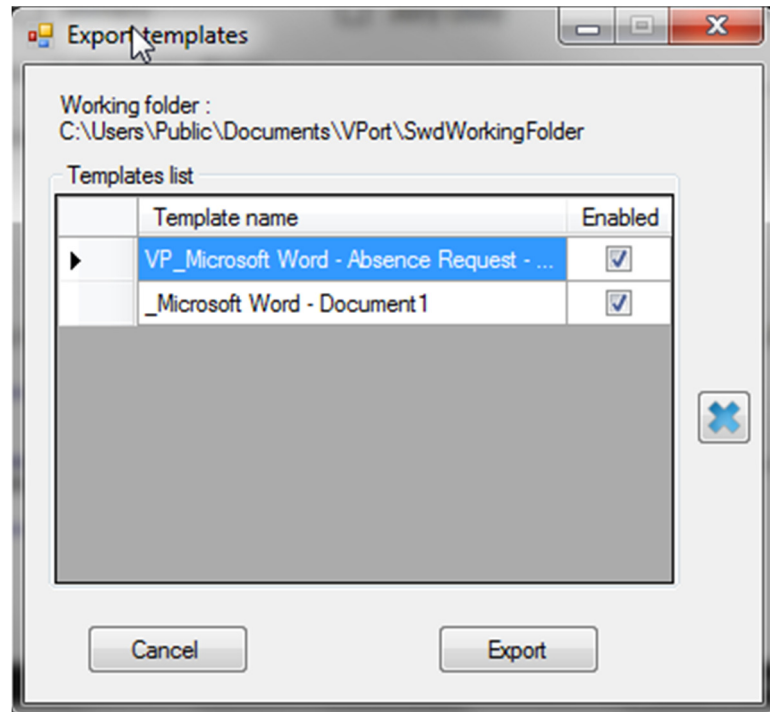 Export templates
Working folder :
C:\Users\Public\Documents\VPort\SwdWorkingFolder
Templates list
Template name Enabled
VP_Microsoft Word - Absence Request - ...
_Microsoft Word - Document1
Cancel Export